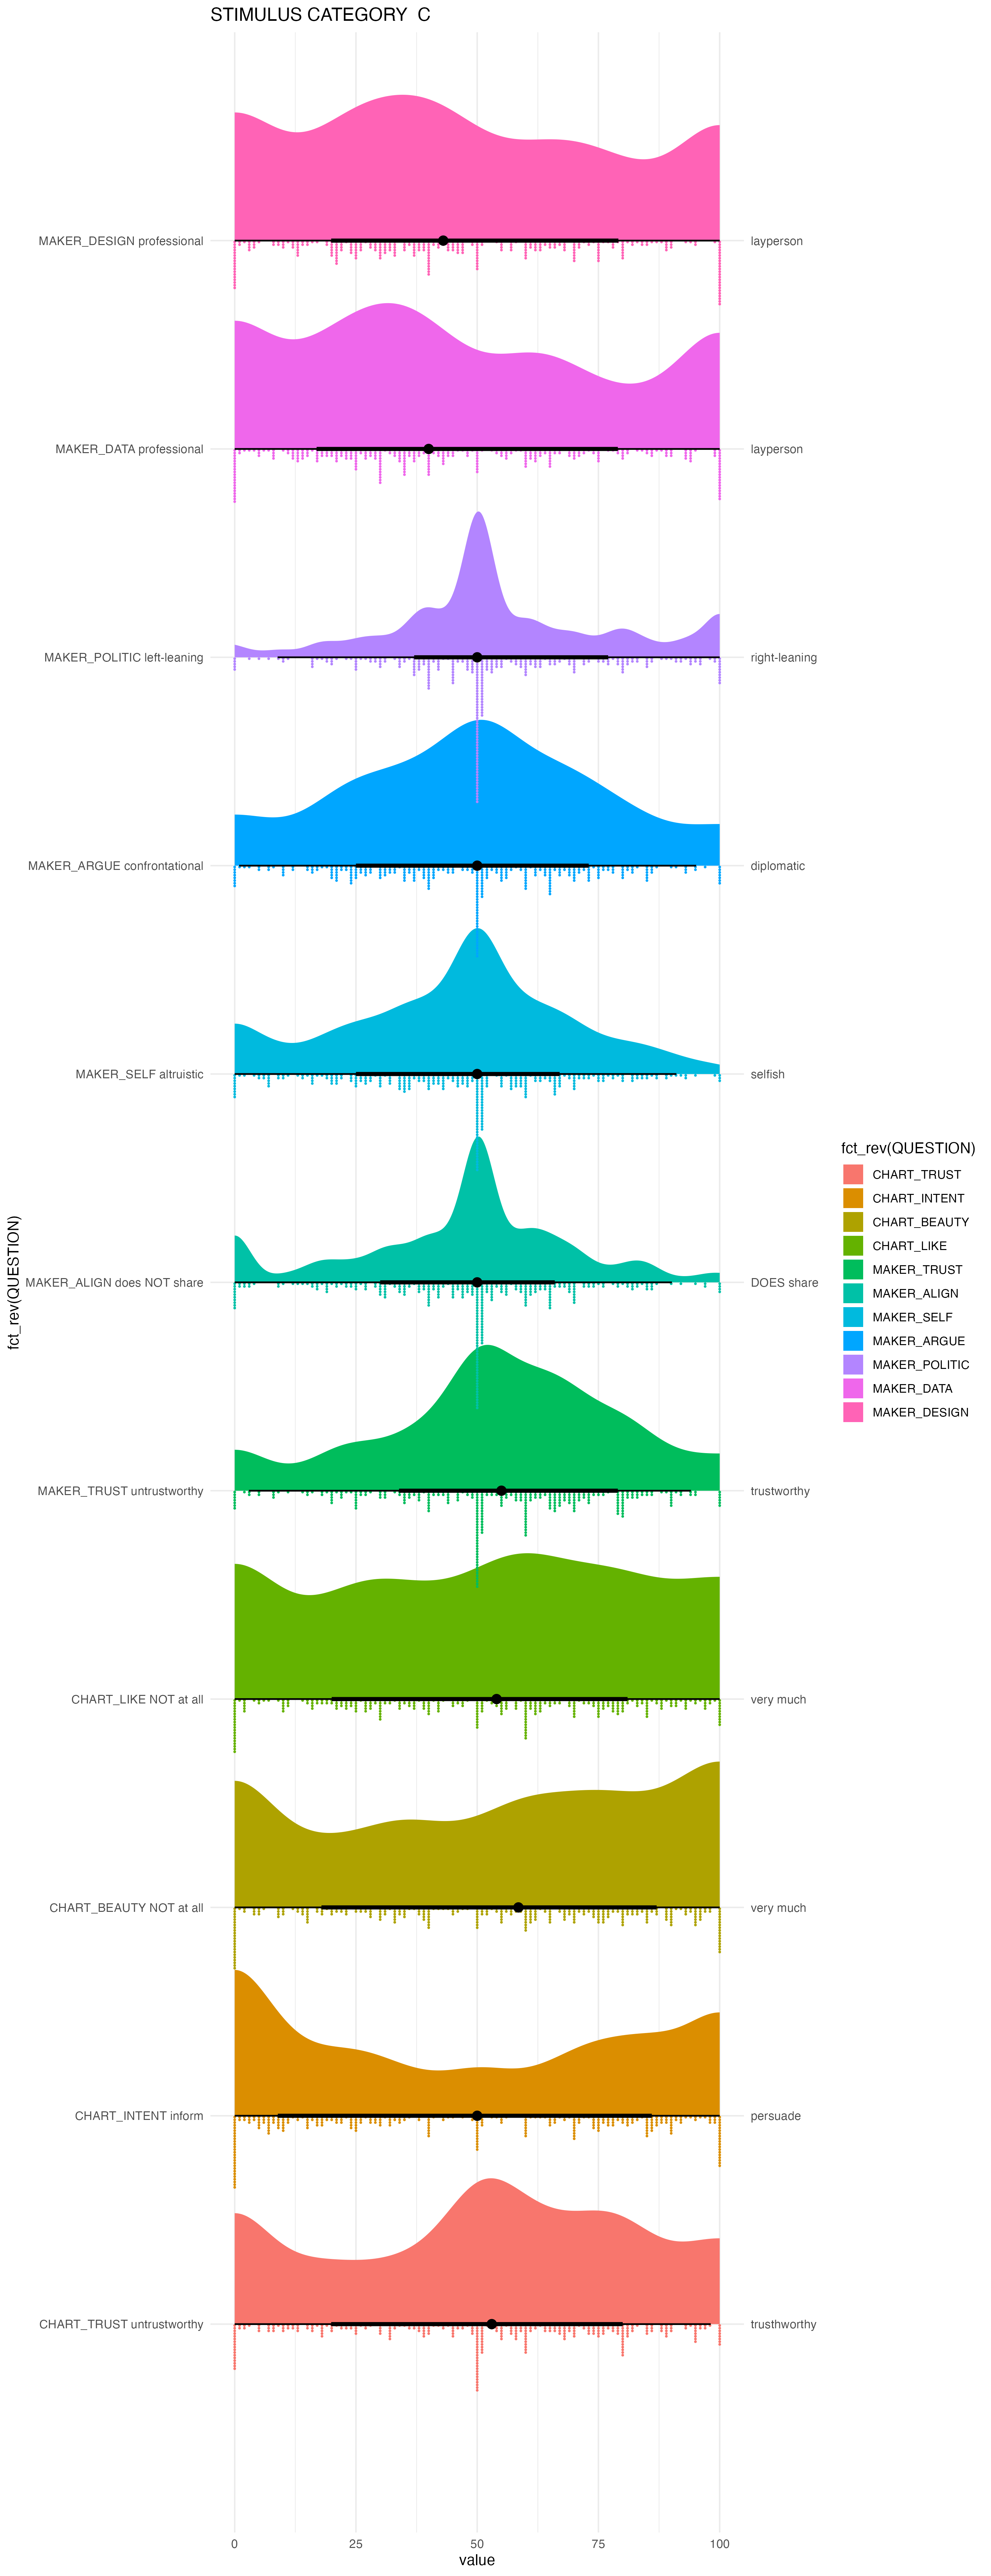 STIMULUS CATEGORY  C
MAKER_DESIGN professional
layperson
MAKER_DATA professional
layperson
MAKER_POLITIC left-leaning
right-leaning
MAKER_ARGUE confrontational
diplomatic
MAKER_SELF altruistic
selfish
MAKER_ALIGN does NOT share
DOES share
MAKER_TRUST untrustworthy
trustworthy
CHART_LIKE NOT at all
very much
CHART_BEAUTY NOT at all
very much
CHART_INTENT inform
persuade
CHART_TRUST untrustworthy
trusthworthy
fct_rev(QUESTION)
0
25
50
75
100
value
fct_rev(QUESTION)
CHART_TRUST
CHART_INTENT
CHART_BEAUTY
CHART_LIKE
MAKER_TRUST
MAKER_ALIGN
MAKER_SELF
MAKER_ARGUE
MAKER_POLITIC
MAKER_DATA
MAKER_DESIGN